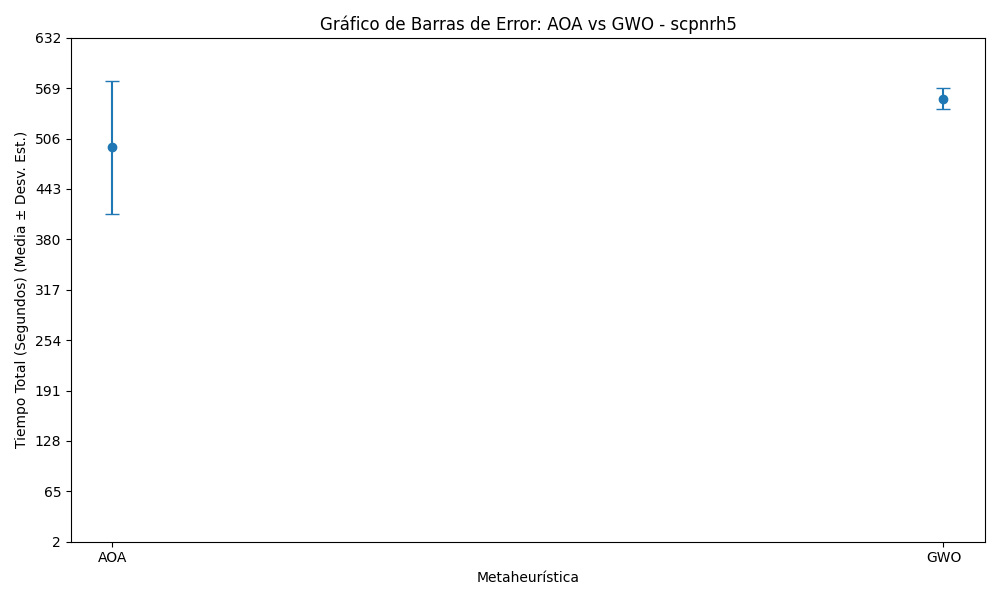 Gráfico de Barras de Error: AOA vs GWO - scpnrh5
Tiempo Total (Segundos) (Media ± Desv. Est.)
632
569
506
443
380
317
254
191
128
65
2
AOA GWO
Metaheurística